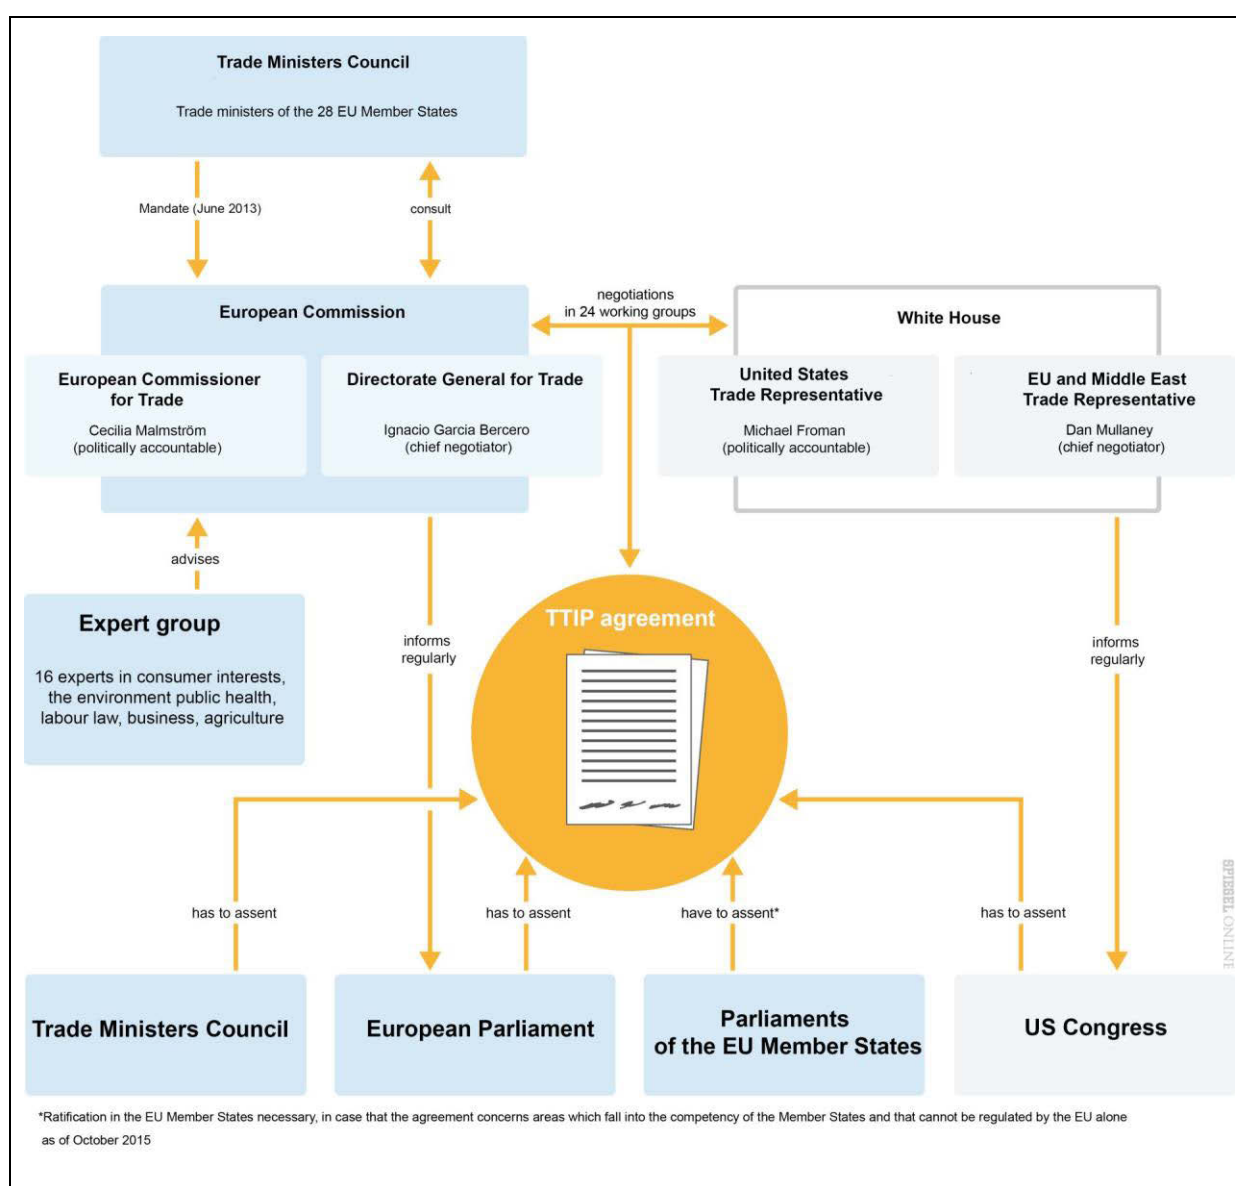 Trade Ministers Council
Trade ministers of the 28 EU Member States
Mandate (June 2013)
consult
European Commission
negotiations
in 24 working groups
White House
European Commissioner
for Trade
Cecilia Malmström
(politically accountable)
Directorate General for Trade
Ignacio Garcia Bercero
(chief negotiator)
United States
Trade Representative
Michael Froman
(politically accountable)
EU and Middle East
Trade Representative
Dan Mullaney
(chief negotiator)
advises
Expert group
16 experts in consumer interests,
the environment public health,
labour law, business, agriculture
informs
regularly
TTIP agreement
informs
regularly
has to assent
has to assent
have to assent*
has to assent
SPIEGEL ONLINE
Trade Ministers Council
European Parliament
Parliaments
of the EU Member States
US Congress
*Ratification in the EU Member States necessary, in case that the agreement concerns areas which fall into the competency of the Member States and that cannot be regulated by the EU alone
as of October 2015